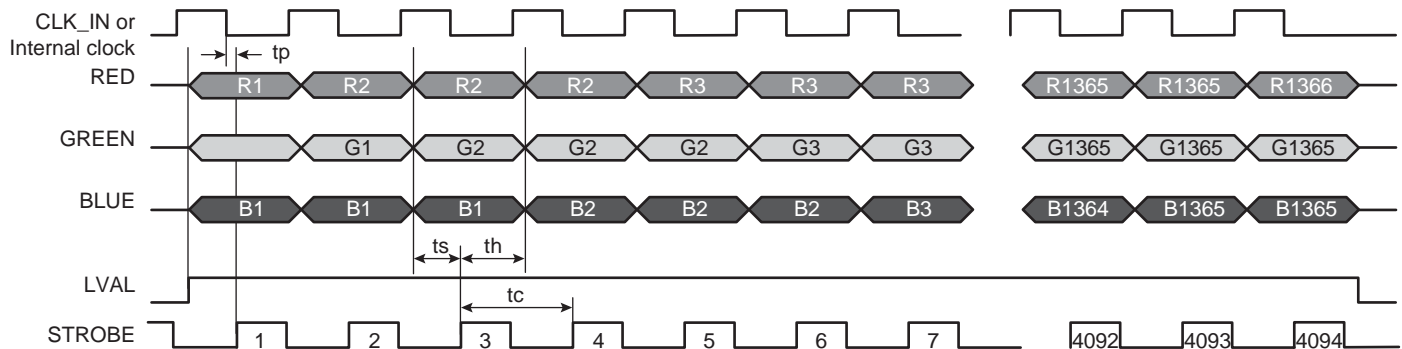 CLK_IN or
Internal clock
tp
RED R1 R2 R2 R2 R3 R3 R3 R1365 R1365 R1366
GREEN G1 G2 G2 G2 G3 G3 G1365 G1365 G1365
BLUE B1 B1 B1 B2 B2 B2 B3 B1364 B1365 B1365
ts th
LVAL
tc
STROBE 1 2 3 4 5 6 7 4092 4093 4094